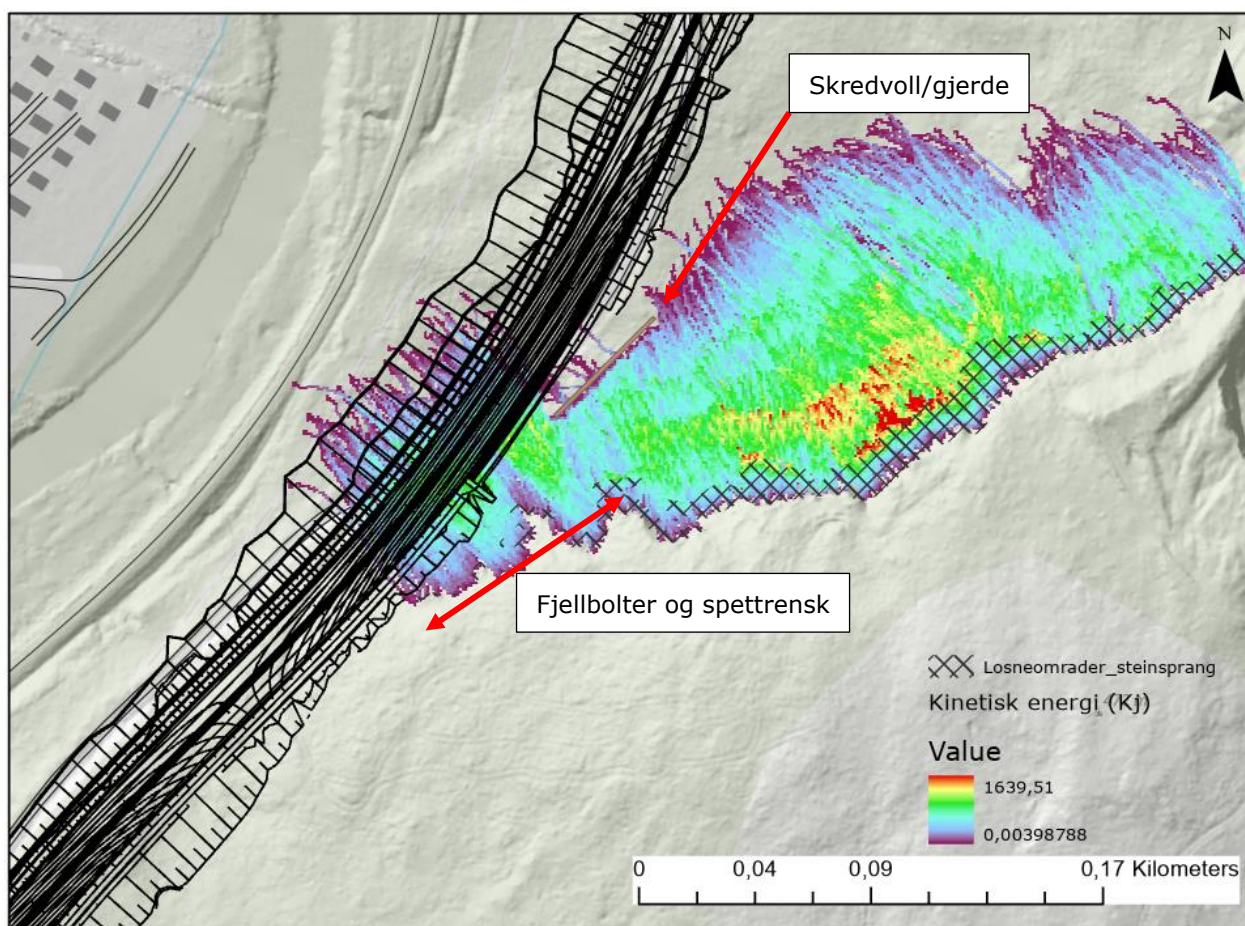 N
Skredvoll/gjerde
Fjellbolter og spettrensk
Losneomrader_steinsprang
Kinetisk energi (Kj)
Value
1639,51
0,00398788
0 0,04 0,09 0,17 Kilometers